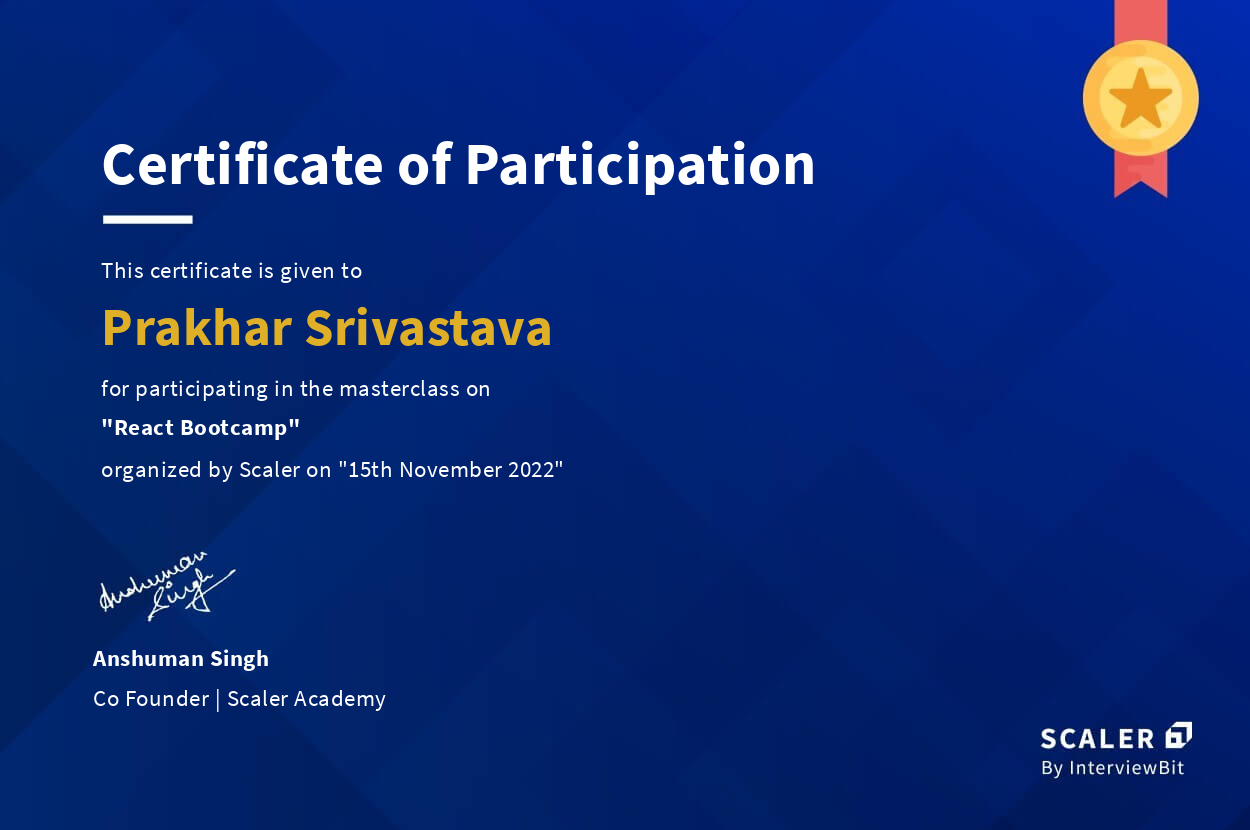 Certificate of Participation
This certificate is given to
Prakhar Srivastava
for participating in the masterclass on
"React Bootcamp"
organized by Scaler on "15th November 2022"
Anshuman
Singh
Anshuman Singh
Co Founder | Scaler Academy
SCALER
By InterviewBit